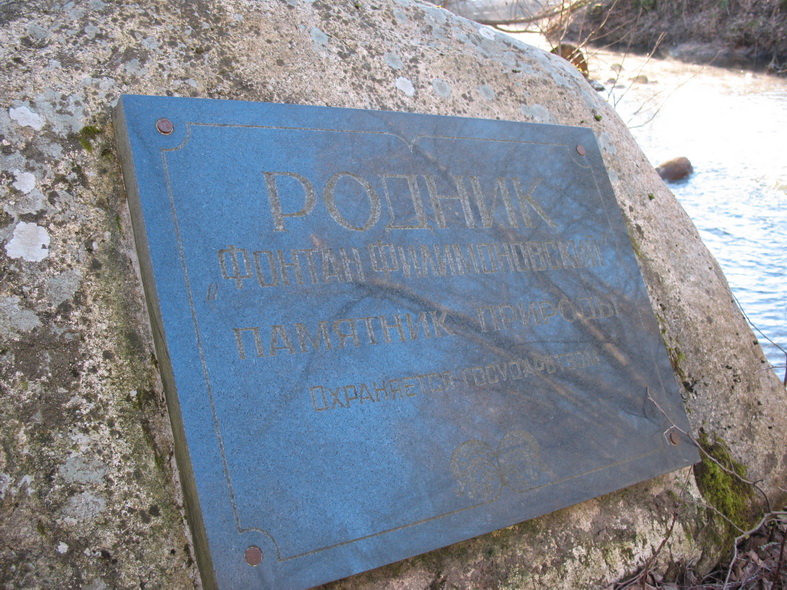 РОДНИК
„ФОНТАН ФИЛИМОНОВСКИЙ"
ПАМЯТНИК ПРИРОДЫ
ОХРАНЯЕТСЯ ГОСУДАРСТВОМ